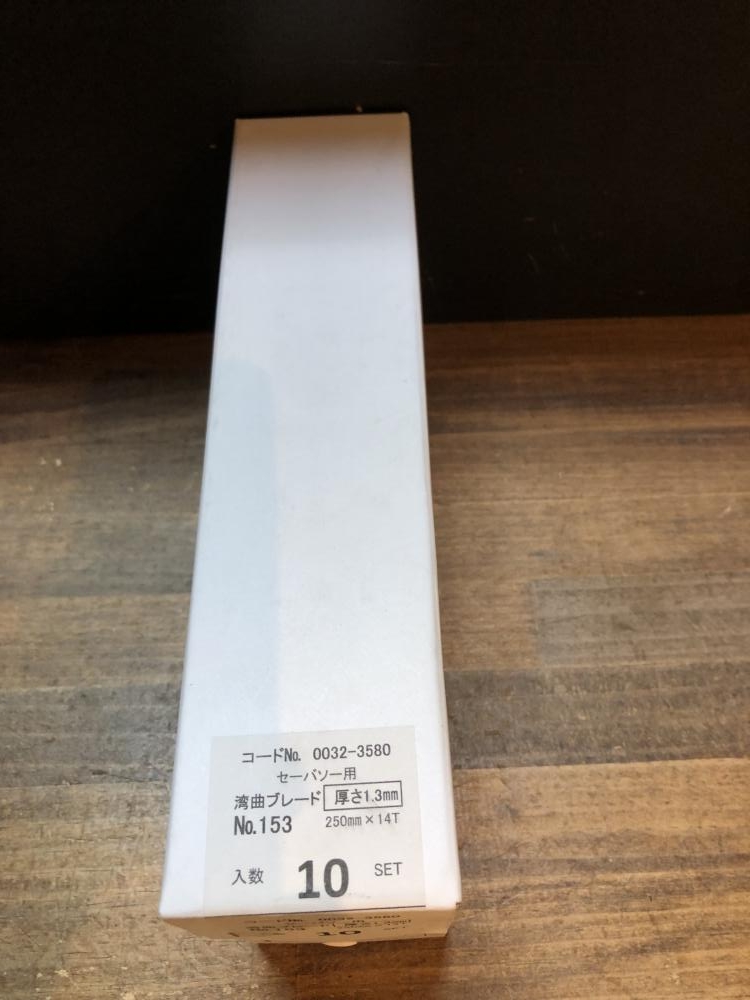 コードNo. 0032-3580
セーバソー用
湾曲ブレード 厚さ1.3mm
No.153 250mm×14T
入数 10 SET
10